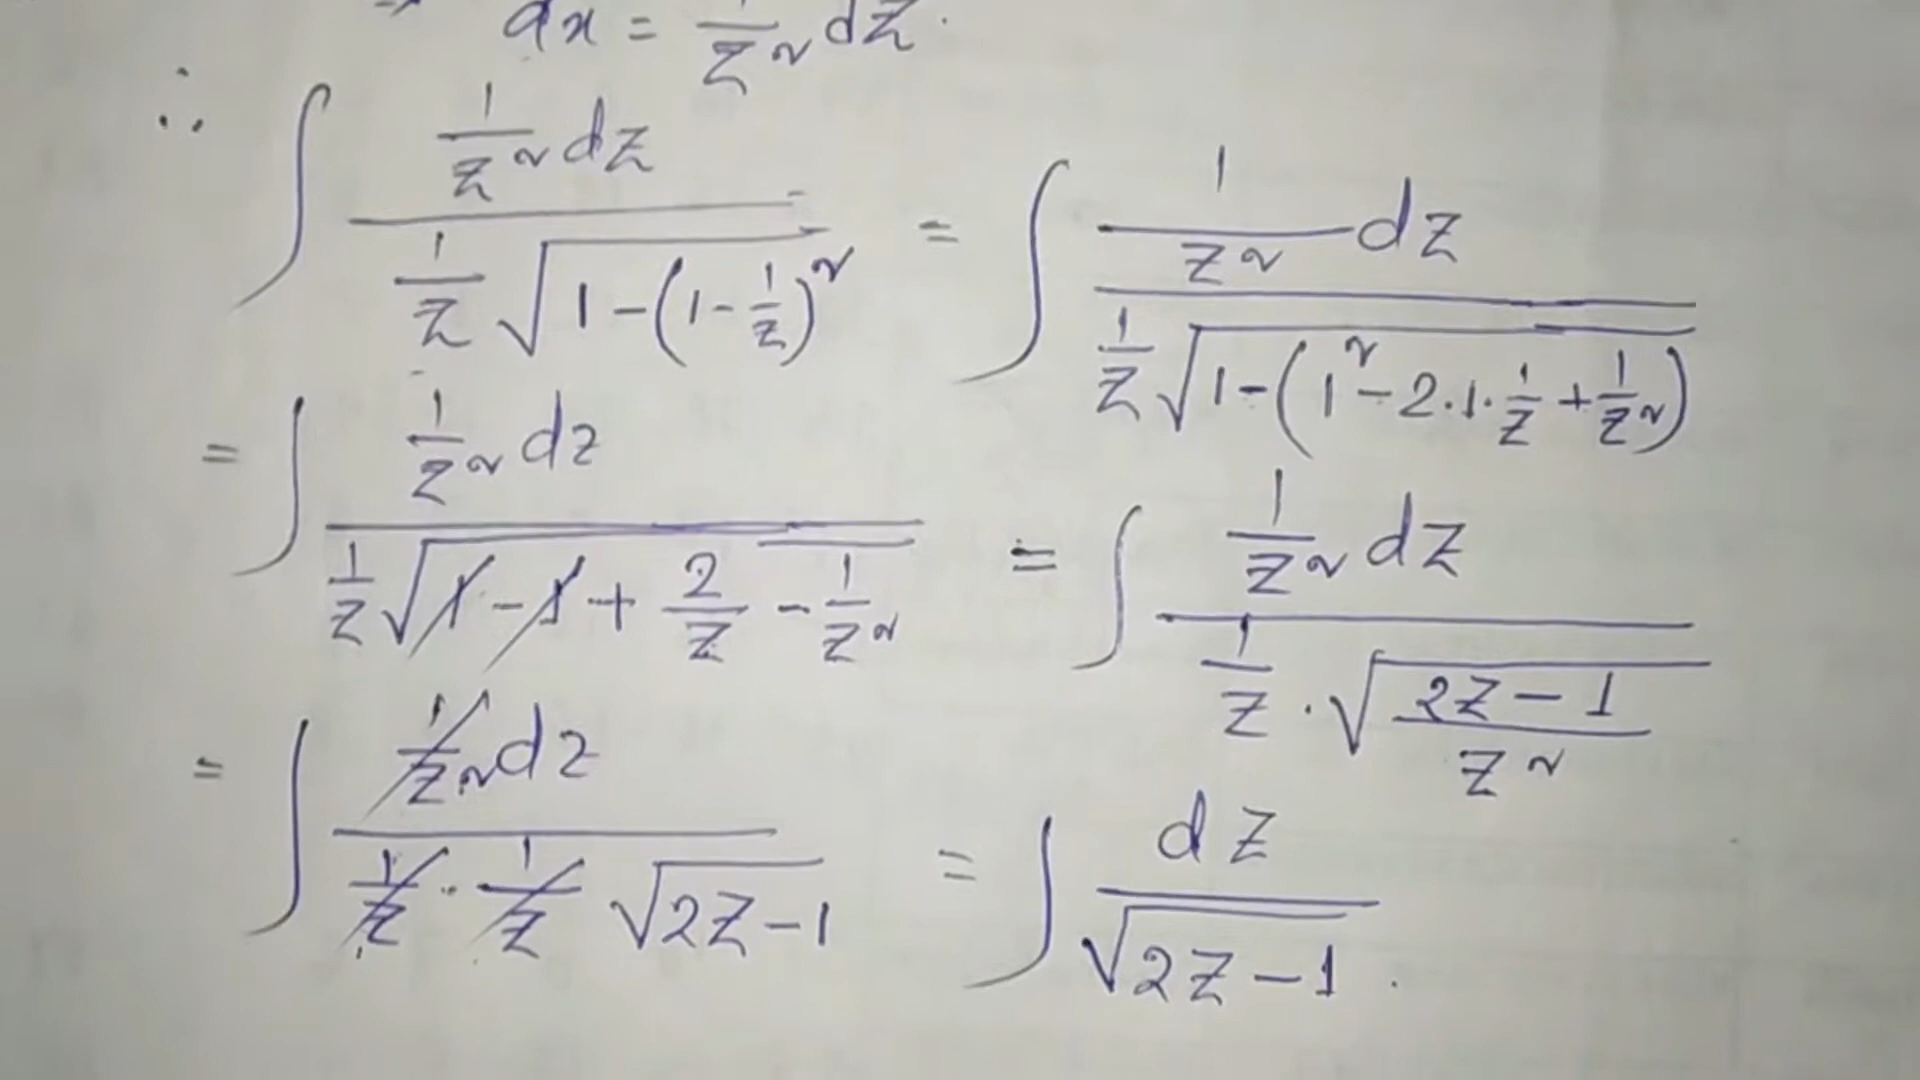 ⇒ dx = 1/z² dz.
∴ ∫ (1/z² dz) / (1/z √(1-(1-1/z)²)) = ∫ (1/z² dz) / (1/z √(1-(1²-2·1·1/z+1/z²)))
= ∫ (1/z² dz) / (1/z √(1-1+2/z-1/z²)) = ∫ (1/z² dz) / (1/z · √((2z-1)/z²))
= ∫ (1/z² dz) / (1/z · 1/z √(2z-1)) = ∫ dz / √(2z-1).